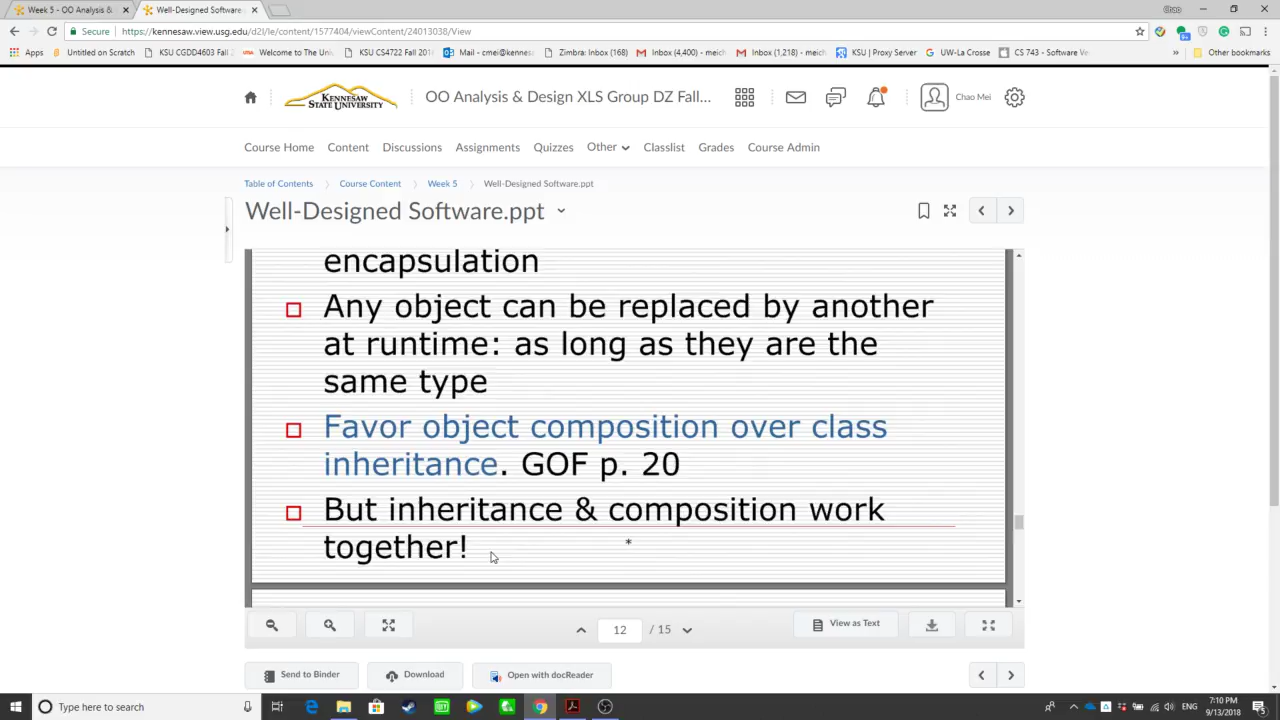 Week 5 - OO Analysis &
Well-Designed Software
Secure
https://kennesaw.view.usg.edu/d2l/le/content/1577404/viewContent/24013038/View
Apps
Untitled on Scratch
KSU CGDD4603 Fall
Welcome to The Uni
KSU CS4722 Fall 201
Mail - cmei@kennes
Zimbra: Inbox (168)
Inbox (4,400) - meich
Inbox (1,218) - meich
KSU | Proxy Server
UW-La Crosse
CS 743 - Software Ve
»
Other bookmarks
KENNESAW
STATE UNIVERSITY
OO Analysis & Design XLS Group DZ Fall...
Chao Mei
Course Home
Content
Discussions
Assignments
Quizzes
Other
Classlist
Grades
Course Admin
Table of Contents
Course Content
Week 5
Well-Designed Software.ppt
Well-Designed Software.ppt
encapsulation
Any object can be replaced by another
at runtime: as long as they are the
same type
Favor object composition over class
inheritance. GOF p. 20
But inheritance & composition work
together!
*
12 / 15
View as Text
Send to Binder
Download
Open with docReader
Type here to search
ENG
7:10 PM
9/13/2018